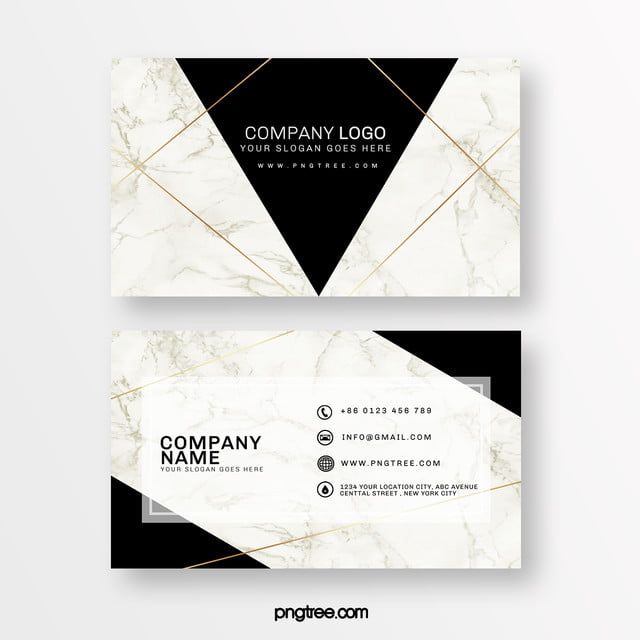 COMPANY LOGO
YOUR SLOGAN GOES HERE
WWW.PNGTREE.COM
COMPANY
NAME
YOUR SLOGAN GOES HERE
+86 0123 456 789
INFO@GMAIL.COM
WWW.PNGTREE.COM
1234 YOUR LOCATION CITY, ABC AVENUE
CENTTAL STREET , NEW YORK CITY
pngtree.com